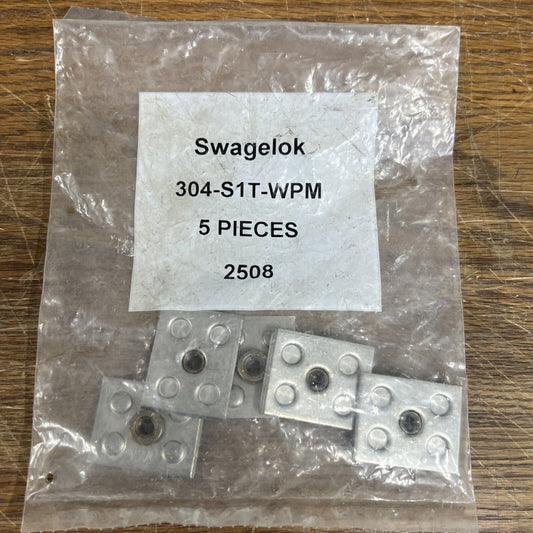 Swagelok
304-S1T-WPM
5 PIECES
2508